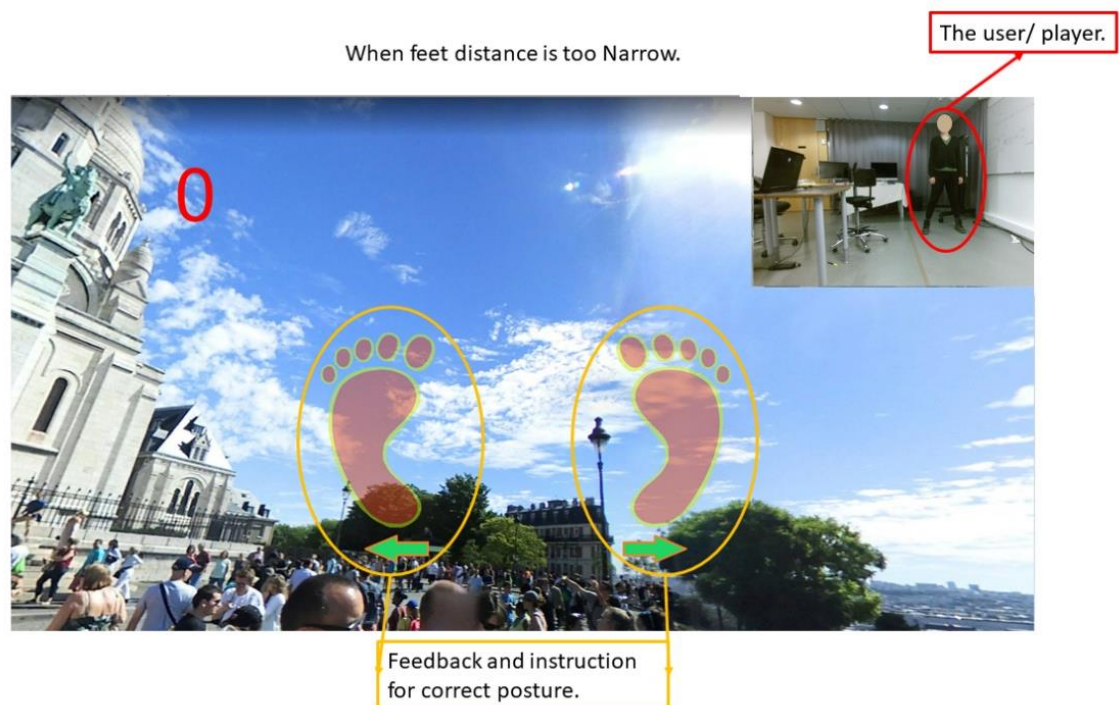 The user/ player.
When feet distance is too Narrow.
0
Feedback and instruction
for correct posture.